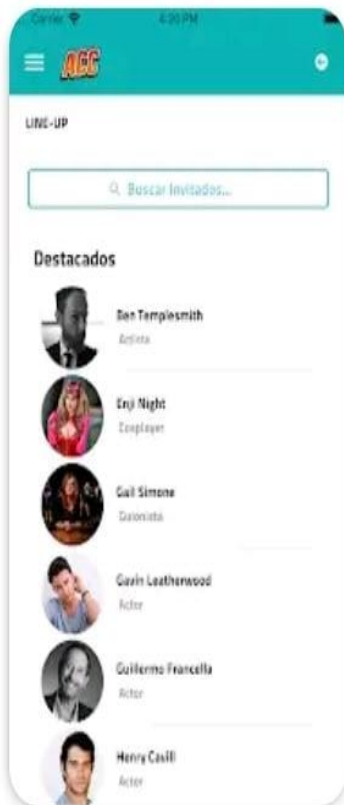 Carrier 4:20 PM
ACC
LINE-UP
Buscar Invitados...
Destacados
Ben Templesmith
Artista
Enji Night
Cosplayer
Gail Simone
Guionista
Gavin Leatherwood
Actor
Guillermo Francella
Actor
Henry Cavill
Actor